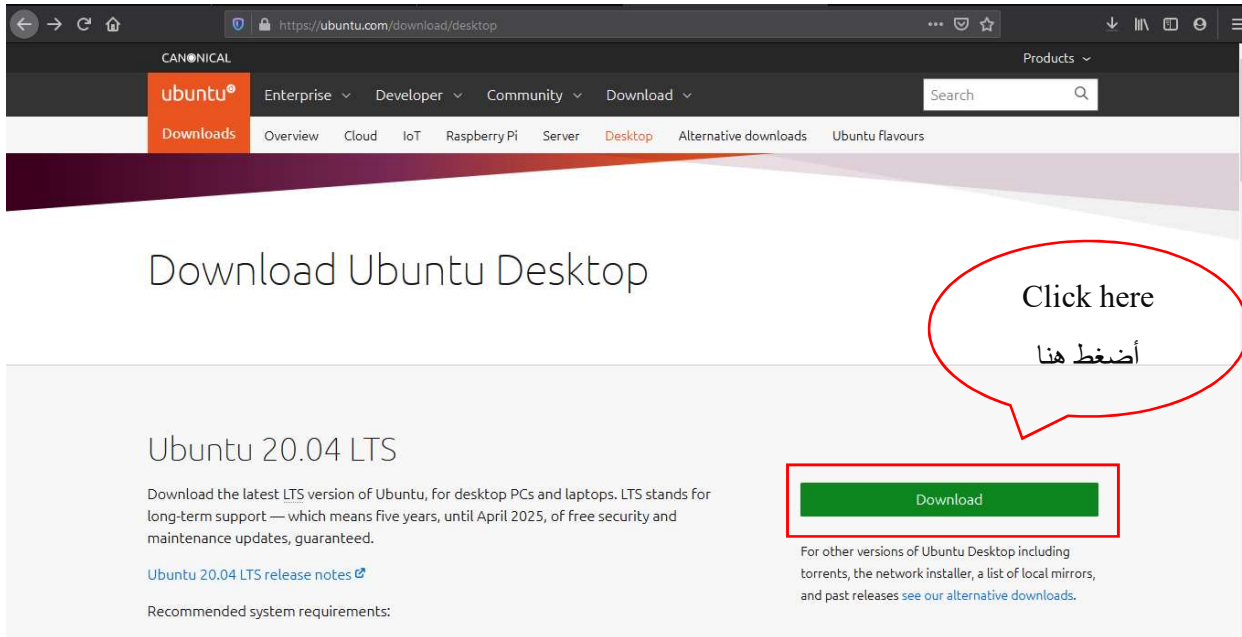 https://ubuntu.com/download/desktop
CANONICAL
Products
ubuntu
Enterprise
Developer
Community
Download
Search
Downloads
Overview
Cloud
IoT
Raspberry Pi
Server
Desktop
Alternative downloads
Ubuntu flavours
Download Ubuntu Desktop
Click here
أضغط هنا
Ubuntu 20.04 LTS
Download the latest LTS version of Ubuntu, for desktop PCs and laptops. LTS stands for
long-term support — which means five years, until April 2025, of free security and
maintenance updates, guaranteed.
Ubuntu 20.04 LTS release notes
Recommended system requirements:
Download
For other versions of Ubuntu Desktop including
torrents, the network installer, a list of local mirrors,
and past releases see our alternative downloads.